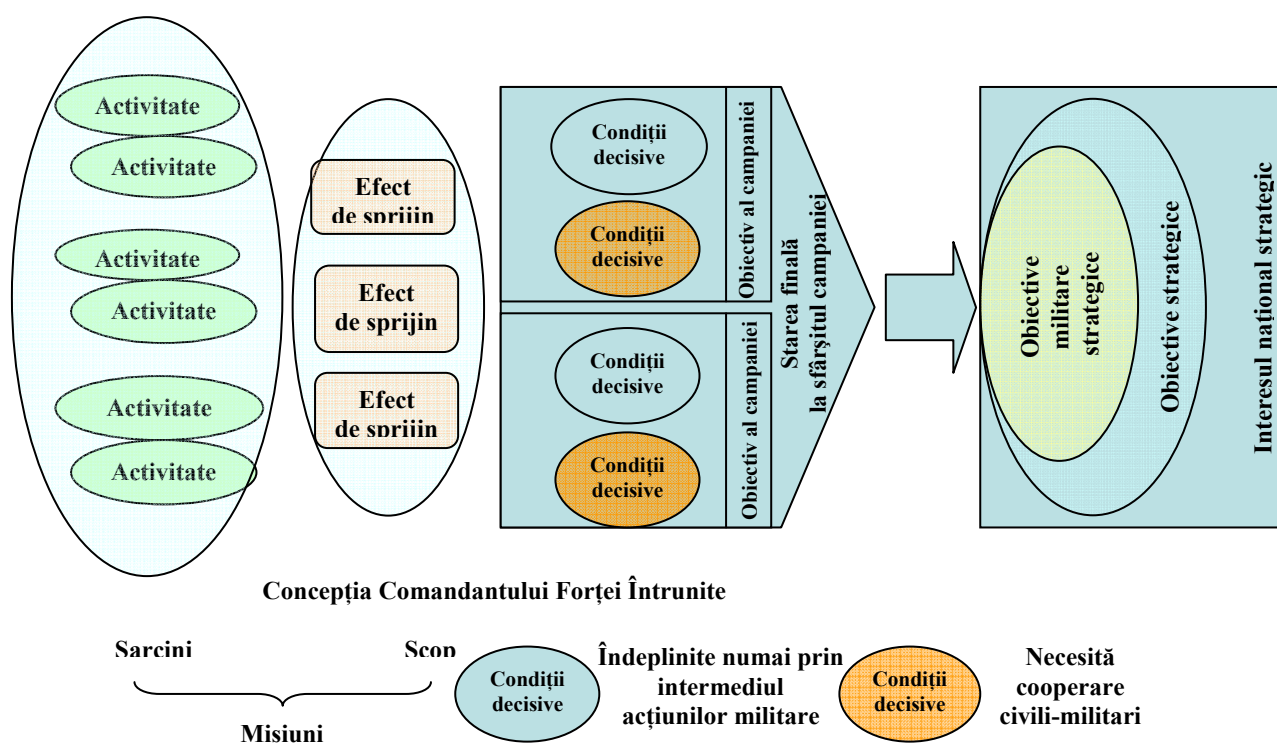 Activitate
Activitate
Activitate
Activitate
Activitate
Activitate
Efect
de sprijin
Efect
de sprijin
Efect
de sprijin
Condiții
decisive
Condiții
decisive
Obiectiv al campaniei
Condiții
decisive
Condiții
decisive
Obiectiv al campaniei
Starea finală
la sfârșitul campaniei
Obiective
militare
strategice
Obiective strategice
Interesul național strategic
Concepția Comandantului Forței Întrunite
Sarcini
Scop
Misiuni
Condiții
decisive
Îndeplinite numai prin
intermediul
acțiunilor militare
Condiții
decisive
Necesită
cooperare
civili-militari